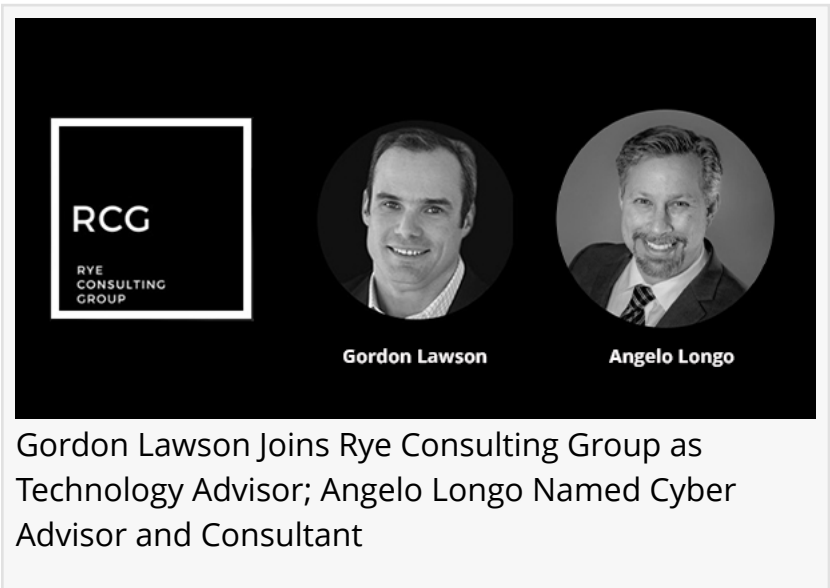 RCG
RYE
CONSULTING
GROUP
Gordon Lawson
Angelo Longo
Gordon Lawson Joins Rye Consulting Group as
Technology Advisor; Angelo Longo Named Cyber
Advisor and Consultant